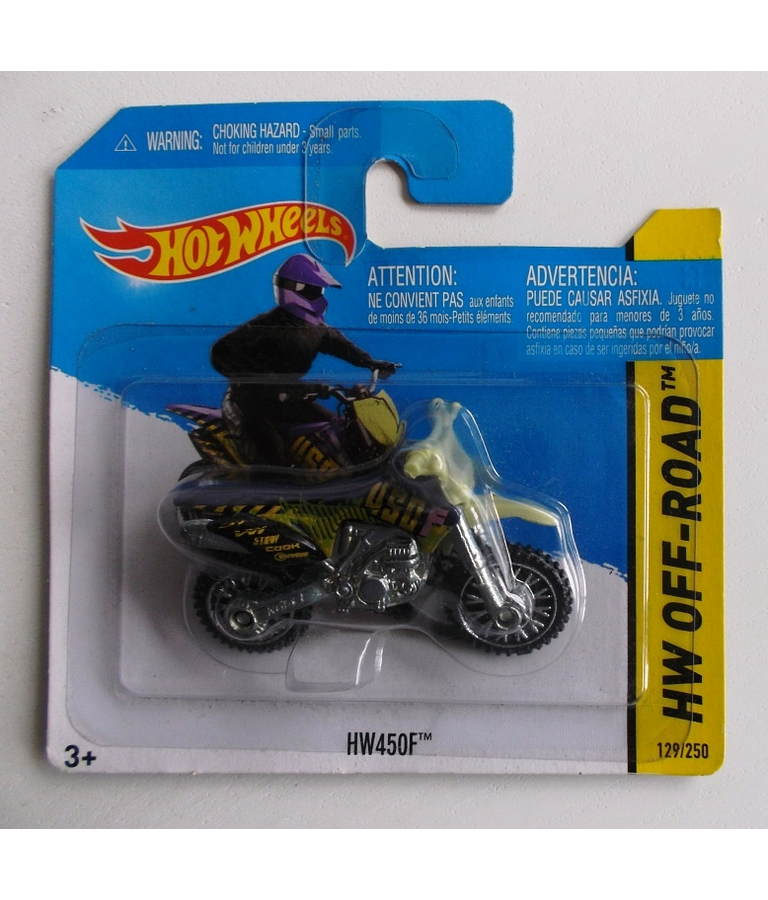 WARNING: CHOKING HAZARD - Small parts.
Not for children under 3 years.
HOT WHEELS
ATTENTION:
NE CONVIENT PAS aux enfants
de moins de 36 mois-Petits éléments
ADVERTENCIA:
PUEDE CAUSAR ASFIXIA. Juguete no
recomendado para menores de 3 años.
Contiene piezas pequeñas que podrían provocar
asfixia en caso de ser ingeridas por el niño/a.
HW OFF-ROAD™
450F
COOK
HW450F™
3+
129/250